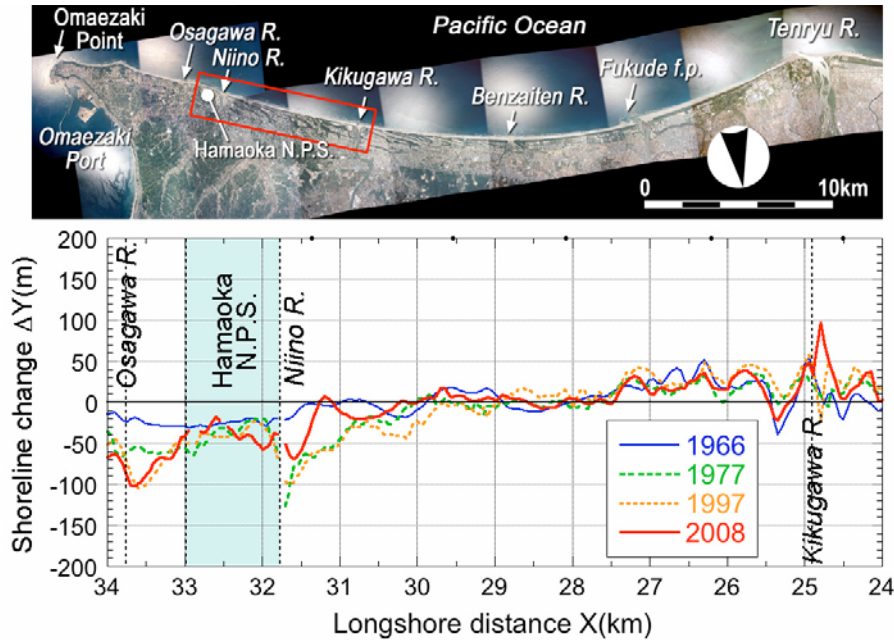 Omaezaki
Point
Osagawa R.
Niino R.
Pacific Ocean
Tenryu R.
Kikugawa R.
Fukude f.p.
Benzaiten R.
Omaezaki
Port
Hamaoka N.P.S.
0 10km
Shoreline change ΔY(m)
200
150
100
50
0
-50
-100
-150
-200
Osagawa R.
Hamaoka
N.P.S.
Niino R.
Kikugawa R.
1966
1977
1997
2008
34 33 32 31 30 29 28 27 26 25 24
Longshore distance X(km)